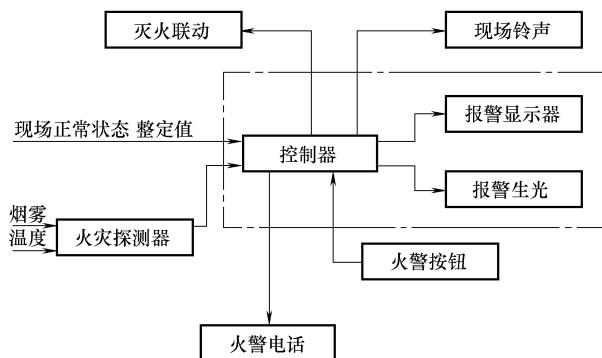 灭火联动
现场铃声
报警显示器
现场正常状态 整定值
控制器
报警生光
烟雾
温度
火灾探测器
火警按钮
火警电话